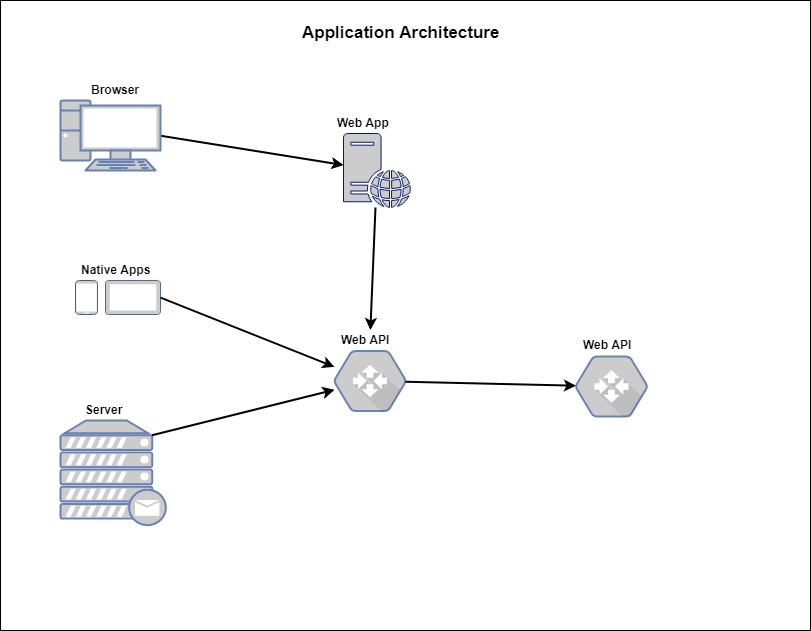 Application Architecture
Browser
Web App
Native Apps
Web API
Web API
Server